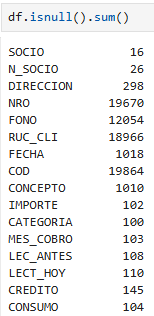 df.isnull().sum()
SOCIO 16
N_SOCIO 26
DIRECCION 298
NRO 19670
FONO 12054
RUC_CLI 18966
FECHA 1018
COD 19864
CONCEPTO 1010
IMPORTE 102
CATEGORIA 100
MES_COBRO 103
LEC_ANTES 108
LECT_HOY 110
CREDITO 145
CONSUMO 104